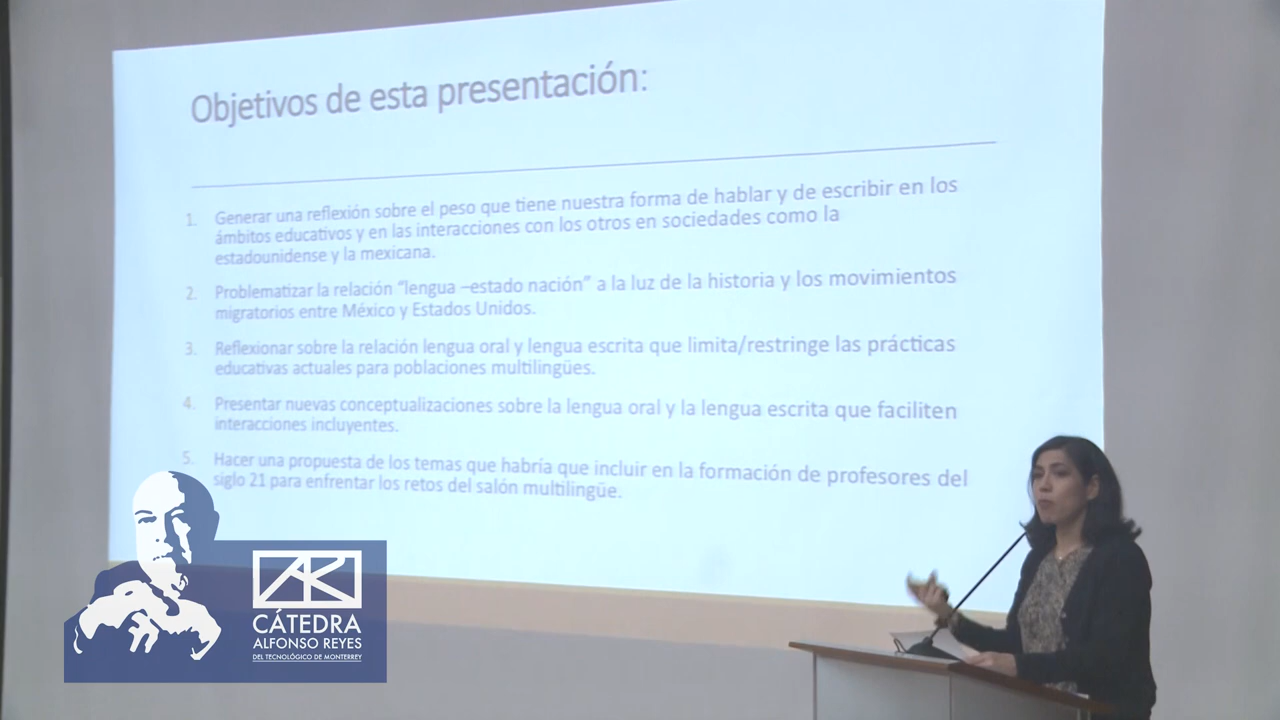 Objetivos de esta presentación:
1. Generar una reflexión sobre el peso que tiene nuestra forma de hablar y de escribir en los
ámbitos educativos y en las interacciones con los otros en sociedades como la
estadounidense y la mexicana.
2. Problematizar la relación “lengua –estado nación” a la luz de la historia y los movimientos
migratorios entre México y Estados Unidos.
3. Reflexionar sobre la relación lengua oral y lengua escrita que limita/restringe las prácticas
educativas actuales para poblaciones multilingües.
4. Presentar nuevas conceptualizaciones sobre la lengua oral y la lengua escrita que faciliten
interacciones incluyentes.
5. Hacer una propuesta de los temas que habría que incluir en la formación de profesores del
siglo 21 para enfrentar los retos del salón multilingüe.
AR
CÁTEDRA
ALFONSO REYES
DEL TECNOLÓGICO DE MONTERREY